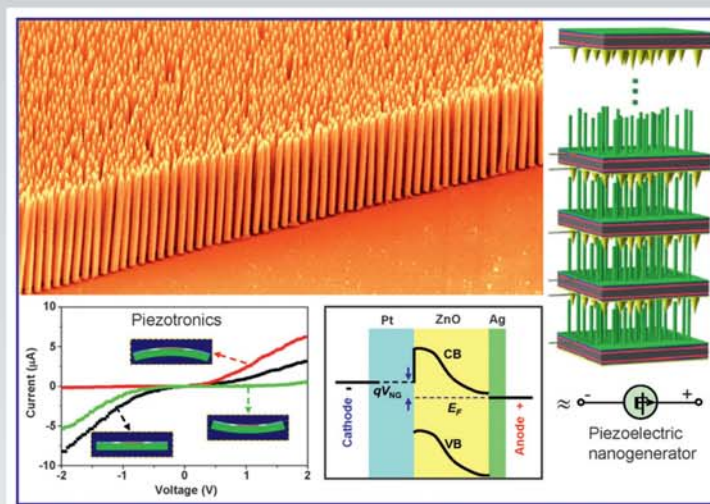 Piezotronics
Current (μA)
10
5
0
-5
-10
-2
-1
0
1
2
Voltage (V)
Pt
ZnO
Ag
CB
qV_NG
E_F
VB
Cathode -
Anode +
≈
-
+
Piezoelectric
nanogenerator